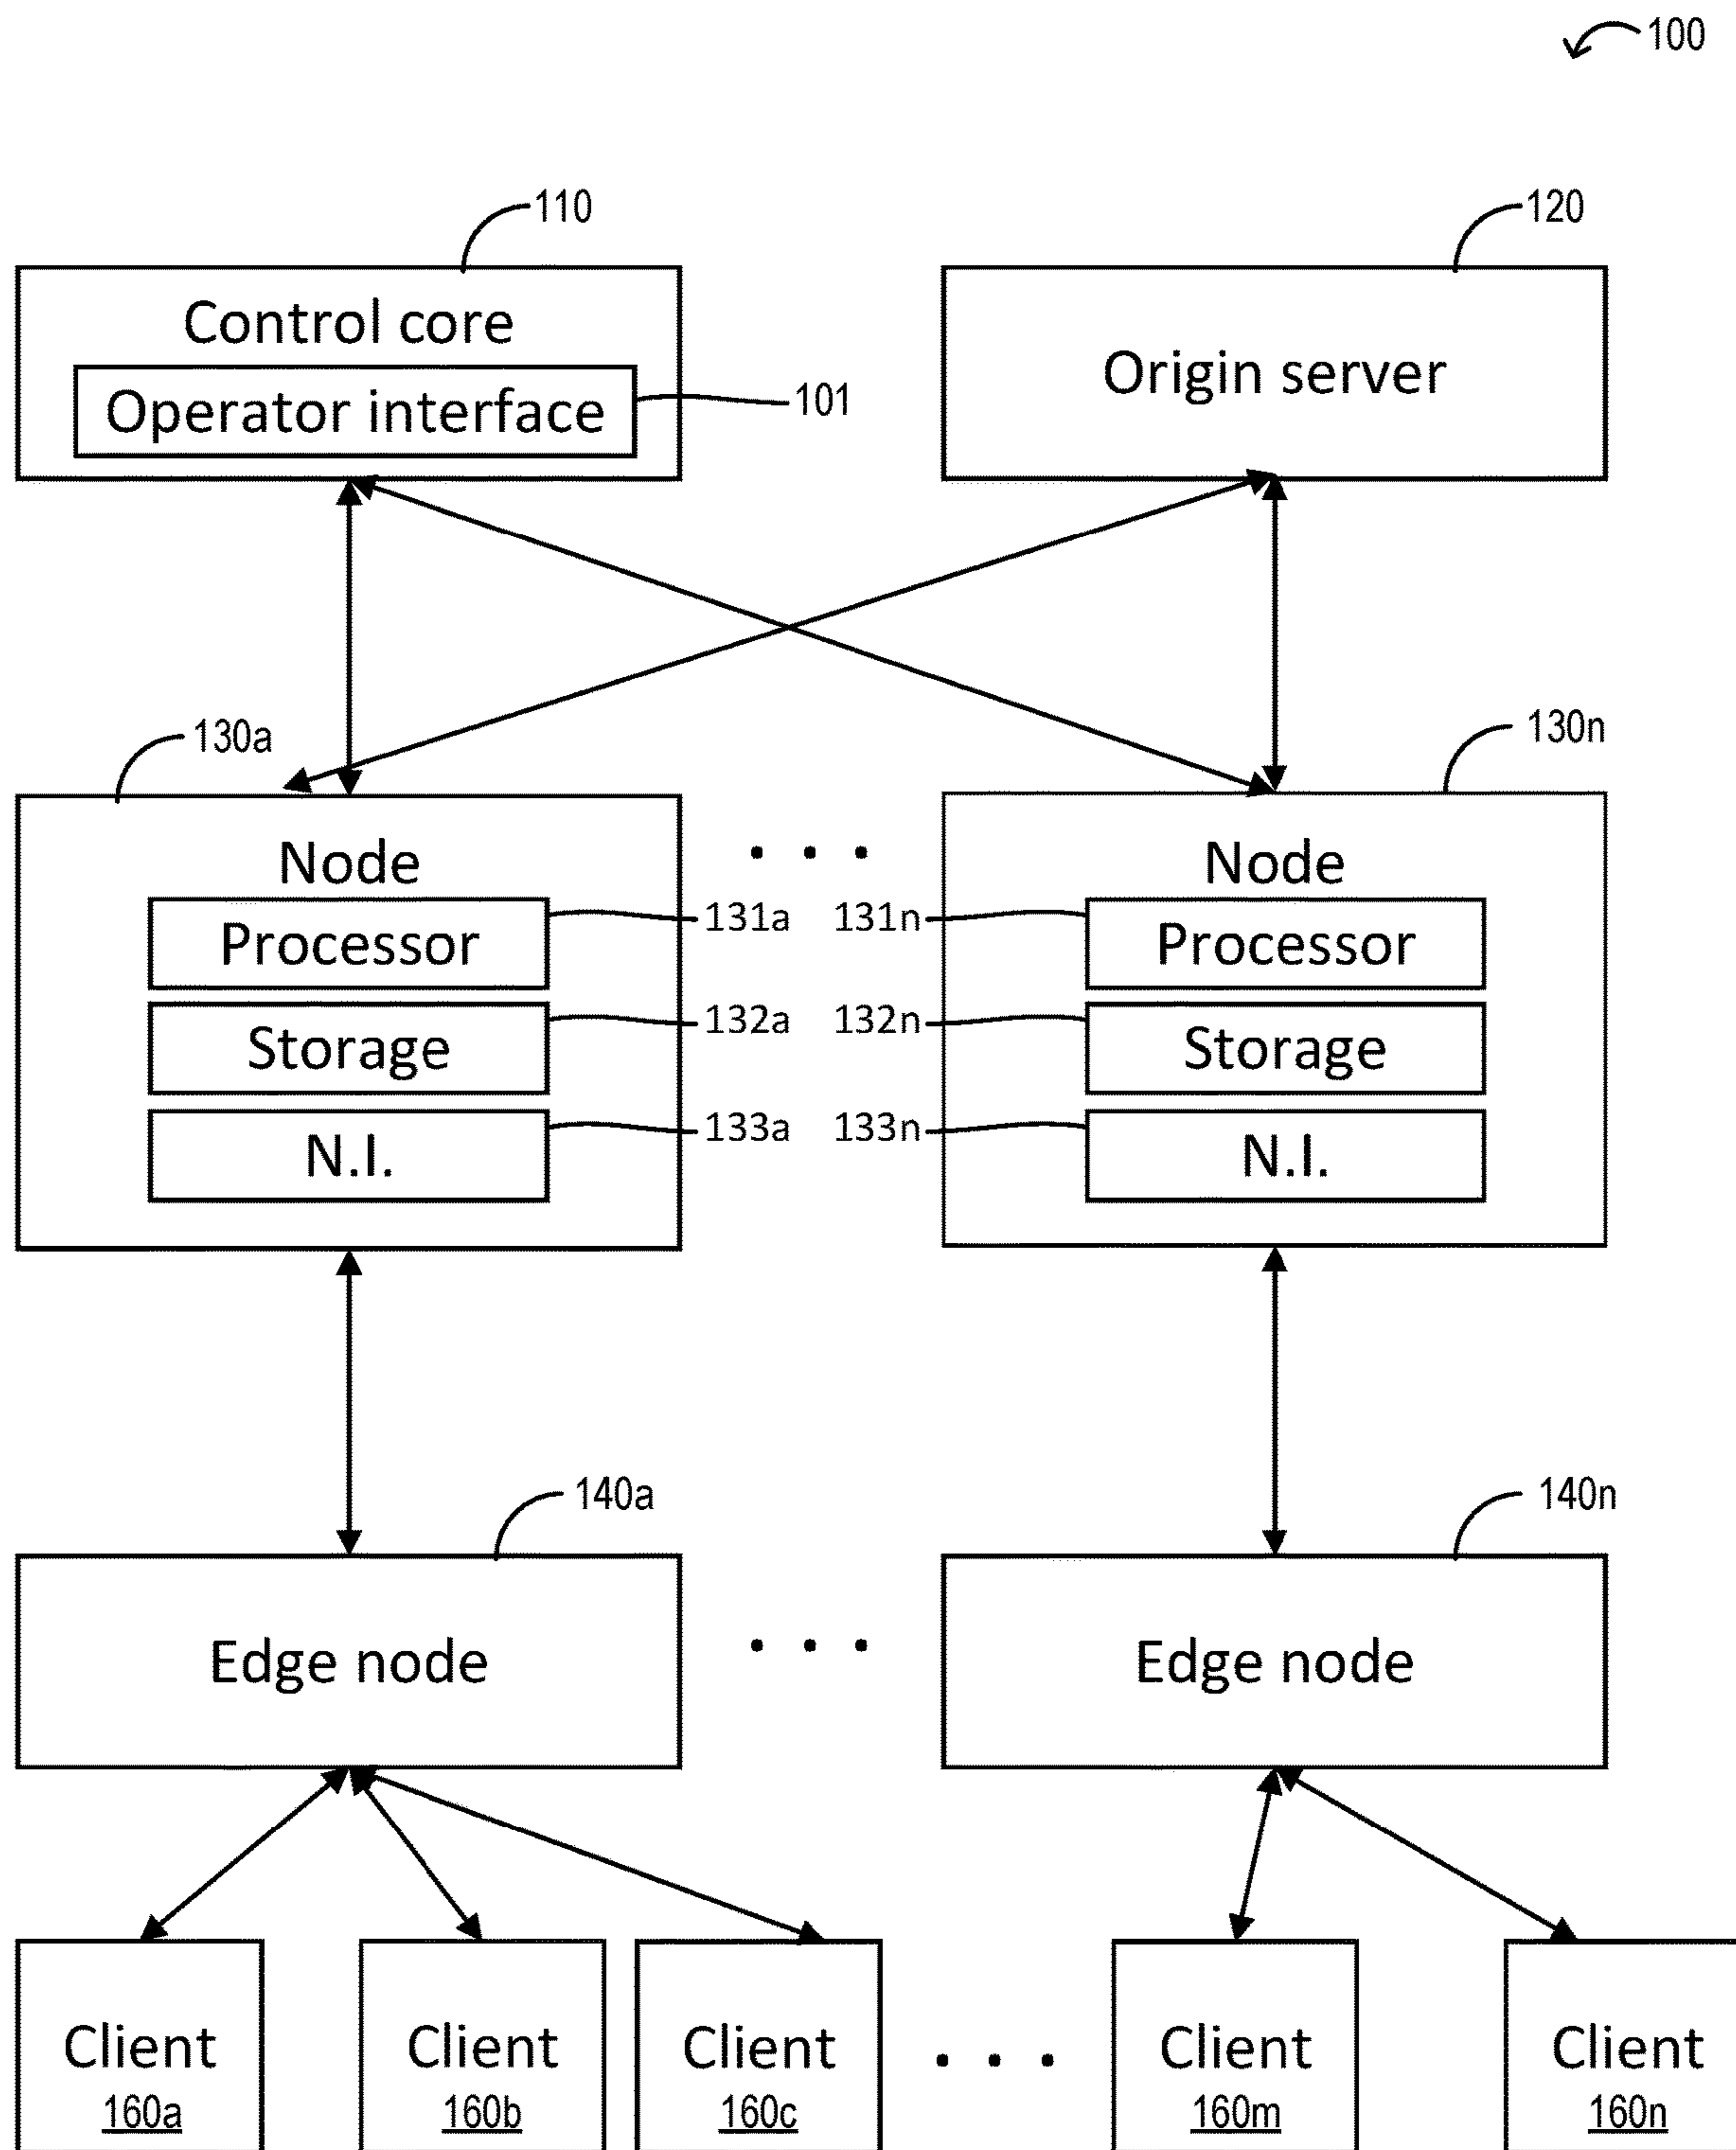 100
110
120
Control core
Operator interface
101
Origin server
130a
130n
Node
Node
Processor
131a
131n
Processor
Storage
132a
132n
Storage
N.I.
133a
133n
N.I.
140a
140n
Edge node
Edge node
Client
160a
Client
160b
Client
160c
Client
160m
Client
160n